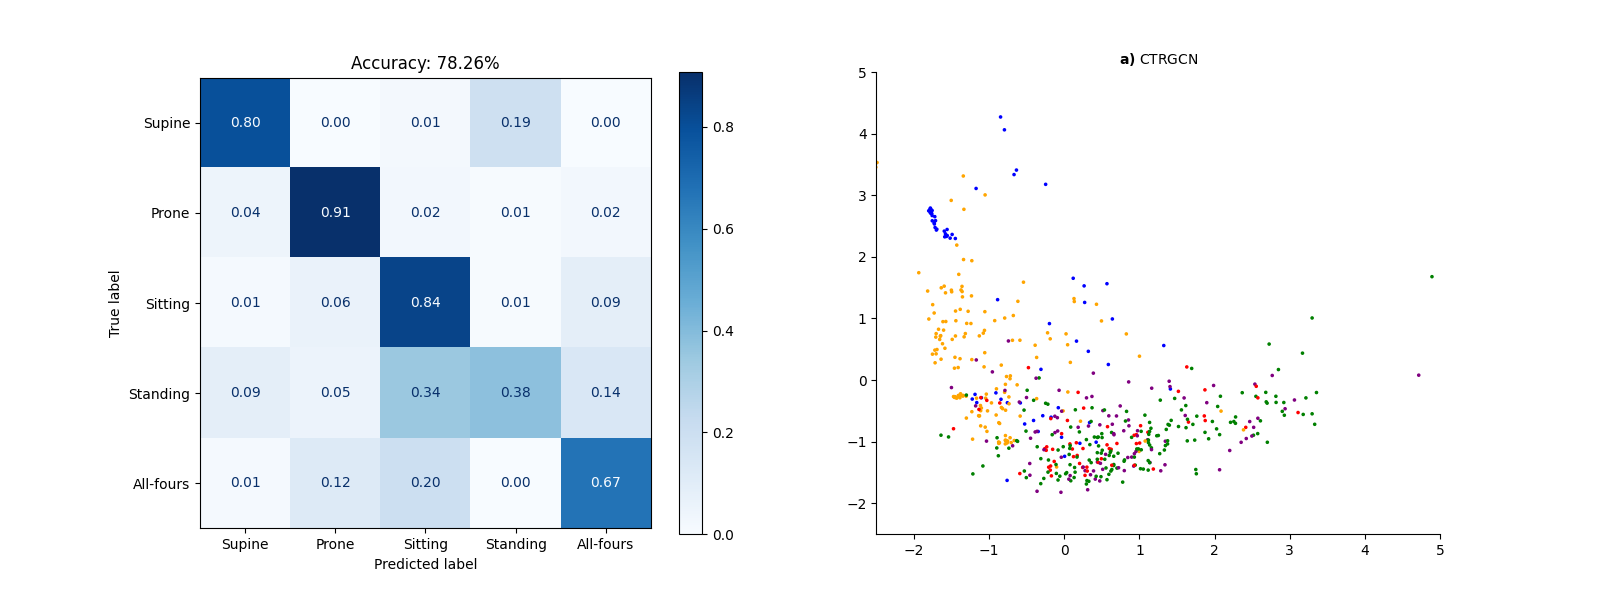 Accuracy: 78.26%
True label
Supine 0.80 0.00 0.01 0.19 0.00
Prone 0.04 0.91 0.02 0.01 0.02
Sitting 0.01 0.06 0.84 0.01 0.09
Standing 0.09 0.05 0.34 0.38 0.14
All-fours 0.01 0.12 0.20 0.00 0.67
Supine Prone Sitting Standing All-fours
Predicted label
0.8
0.6
0.4
0.2
0.0
a) CTRGCN
5
4
3
2
1
0
−1
−2
−2 −1 0 1 2 3 4 5